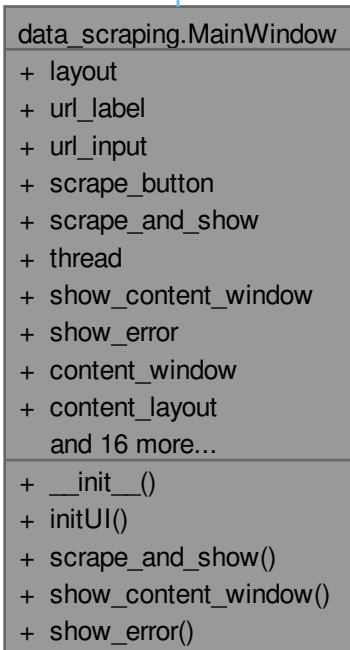 data_scraping.MainWindow
+ layout
+ url_label
+ url_input
+ scrape_button
+ scrape_and_show
+ thread
+ show_content_window
+ show_error
+ content_window
+ content_layout
and 16 more...
+ __init__()
+ initUI()
+ scrape_and_show()
+ show_content_window()
+ show_error()